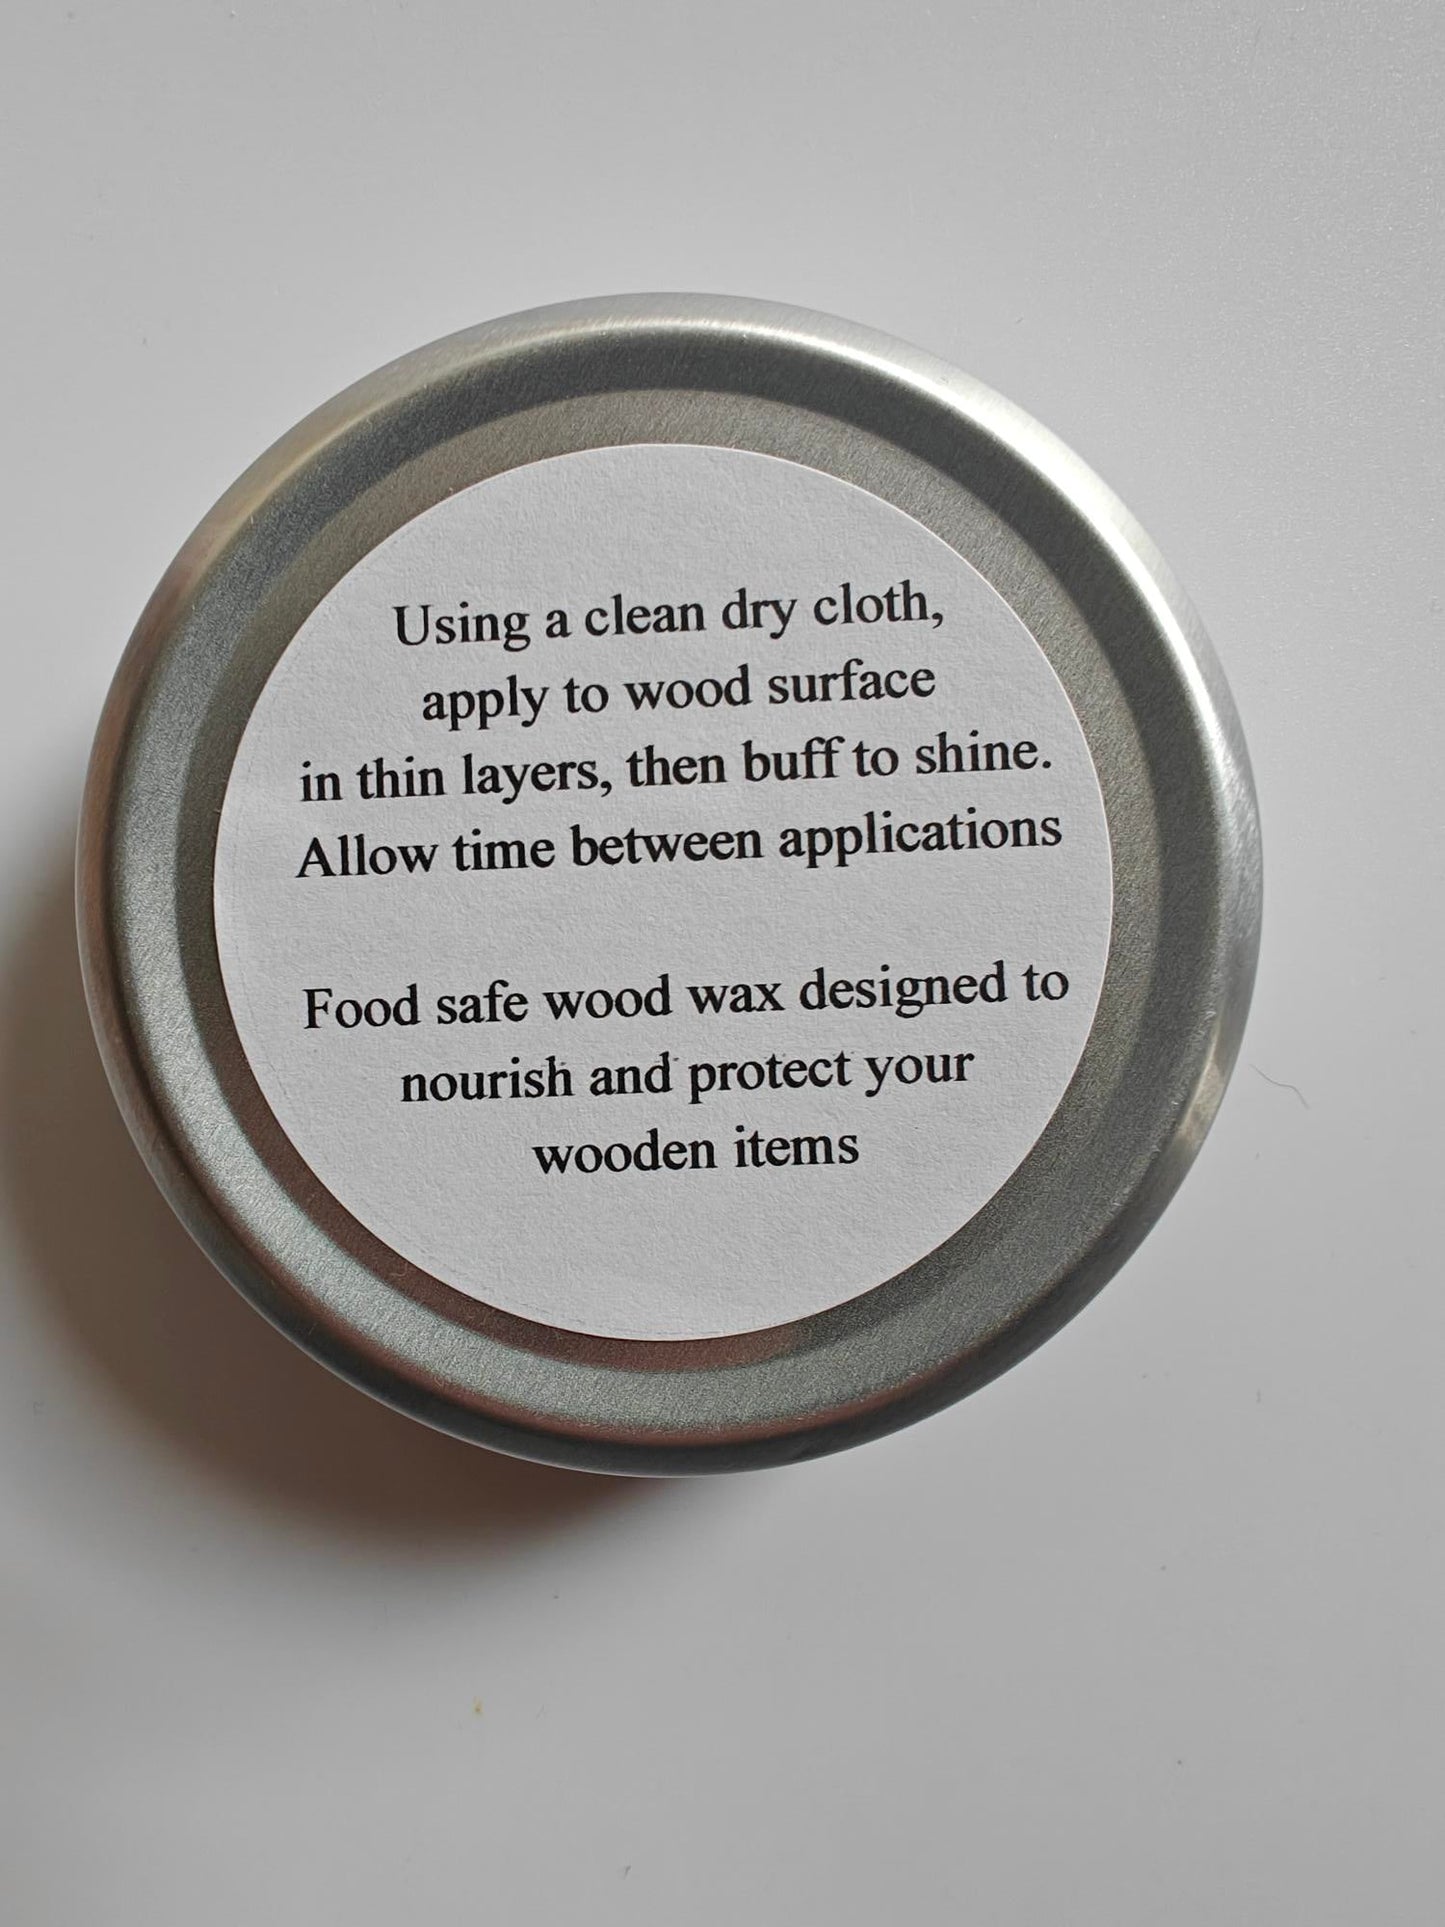 Using a clean dry cloth,
apply to wood surface
in thin layers, then buff to shine.
Allow time between applications
Food safe wood wax designed to
nourish and protect your
wooden items